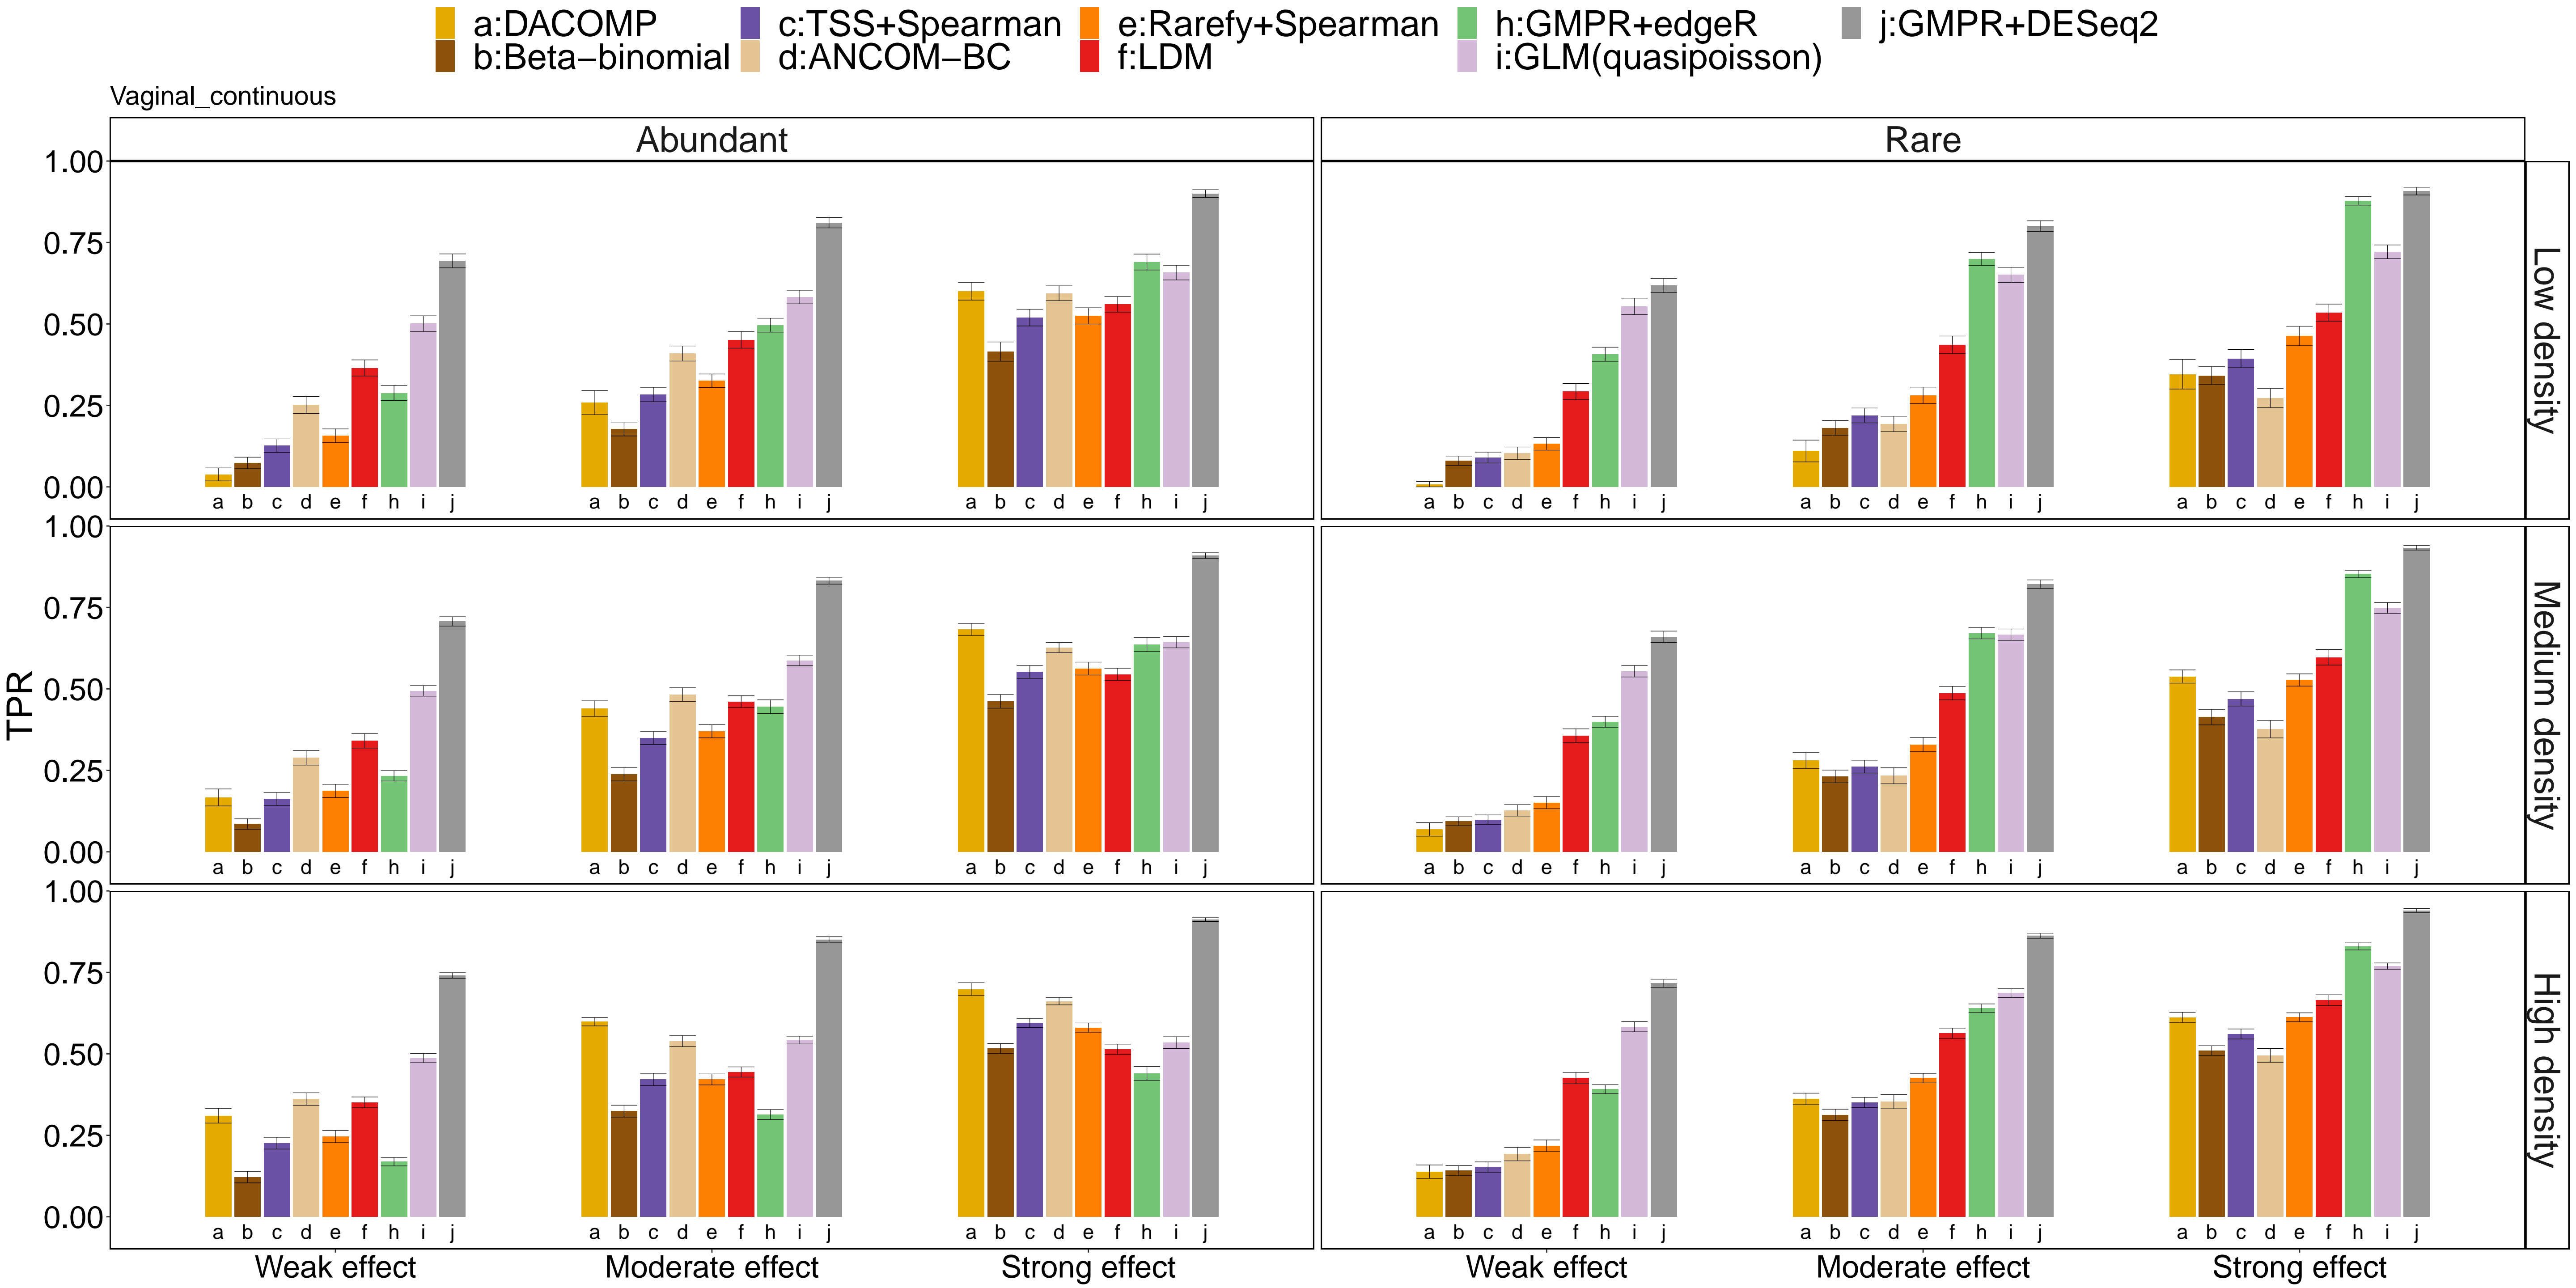 a:DACOMP c:TSS+Spearman e:Rarefy+Spearman h:GMPR+edgeR j:GMPR+DESeq2
b:Beta−binomial d:ANCOM−BC f:LDM i:GLM(quasipoisson)
Vaginal_continuous
Abundant Rare
1.00
0.75
0.50
0.25
0.00
a b c d e f h i j a b c d e f h i j a b c d e f h i j a b c d e f h i j a b c d e f h i j a b c d e f h i j
Low density
1.00
0.75
0.50
0.25
0.00
a b c d e f h i j a b c d e f h i j a b c d e f h i j a b c d e f h i j a b c d e f h i j a b c d e f h i j
Medium density
TPR
1.00
0.75
0.50
0.25
0.00
a b c d e f h i j a b c d e f h i j a b c d e f h i j a b c d e f h i j a b c d e f h i j a b c d e f h i j
High density
Weak effect Moderate effect Strong effect Weak effect Moderate effect Strong effect